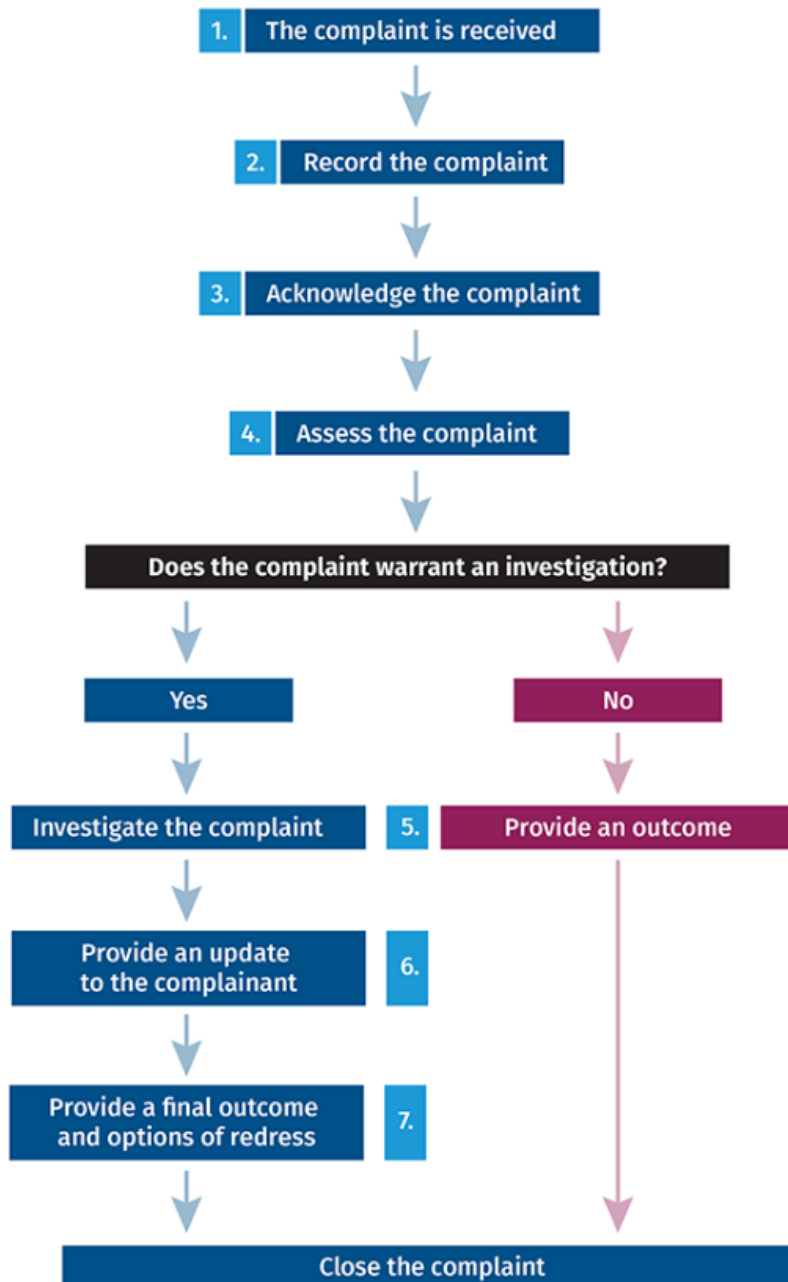 1. The complaint is received
2. Record the complaint
3. Acknowledge the complaint
4. Assess the complaint
Does the complaint warrant an investigation?
Yes
No
Investigate the complaint
5.
Provide an outcome
Provide an update
to the complainant
6.
Provide a final outcome
and options of redress
7.
Close the complaint